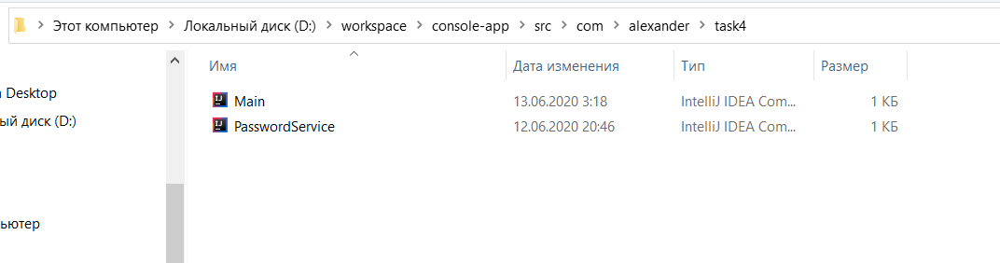 Этот компьютер > Локальный диск (D:) > workspace > console-app > src > com > alexander > task4
Имя Дата изменения Тип Размер
Desktop
ый диск (D:)
Main 13.06.2020 3:18 IntelliJ IDEA Com... 1 КБ
PasswordService 12.06.2020 20:46 IntelliJ IDEA Com... 1 КБ
ьютер